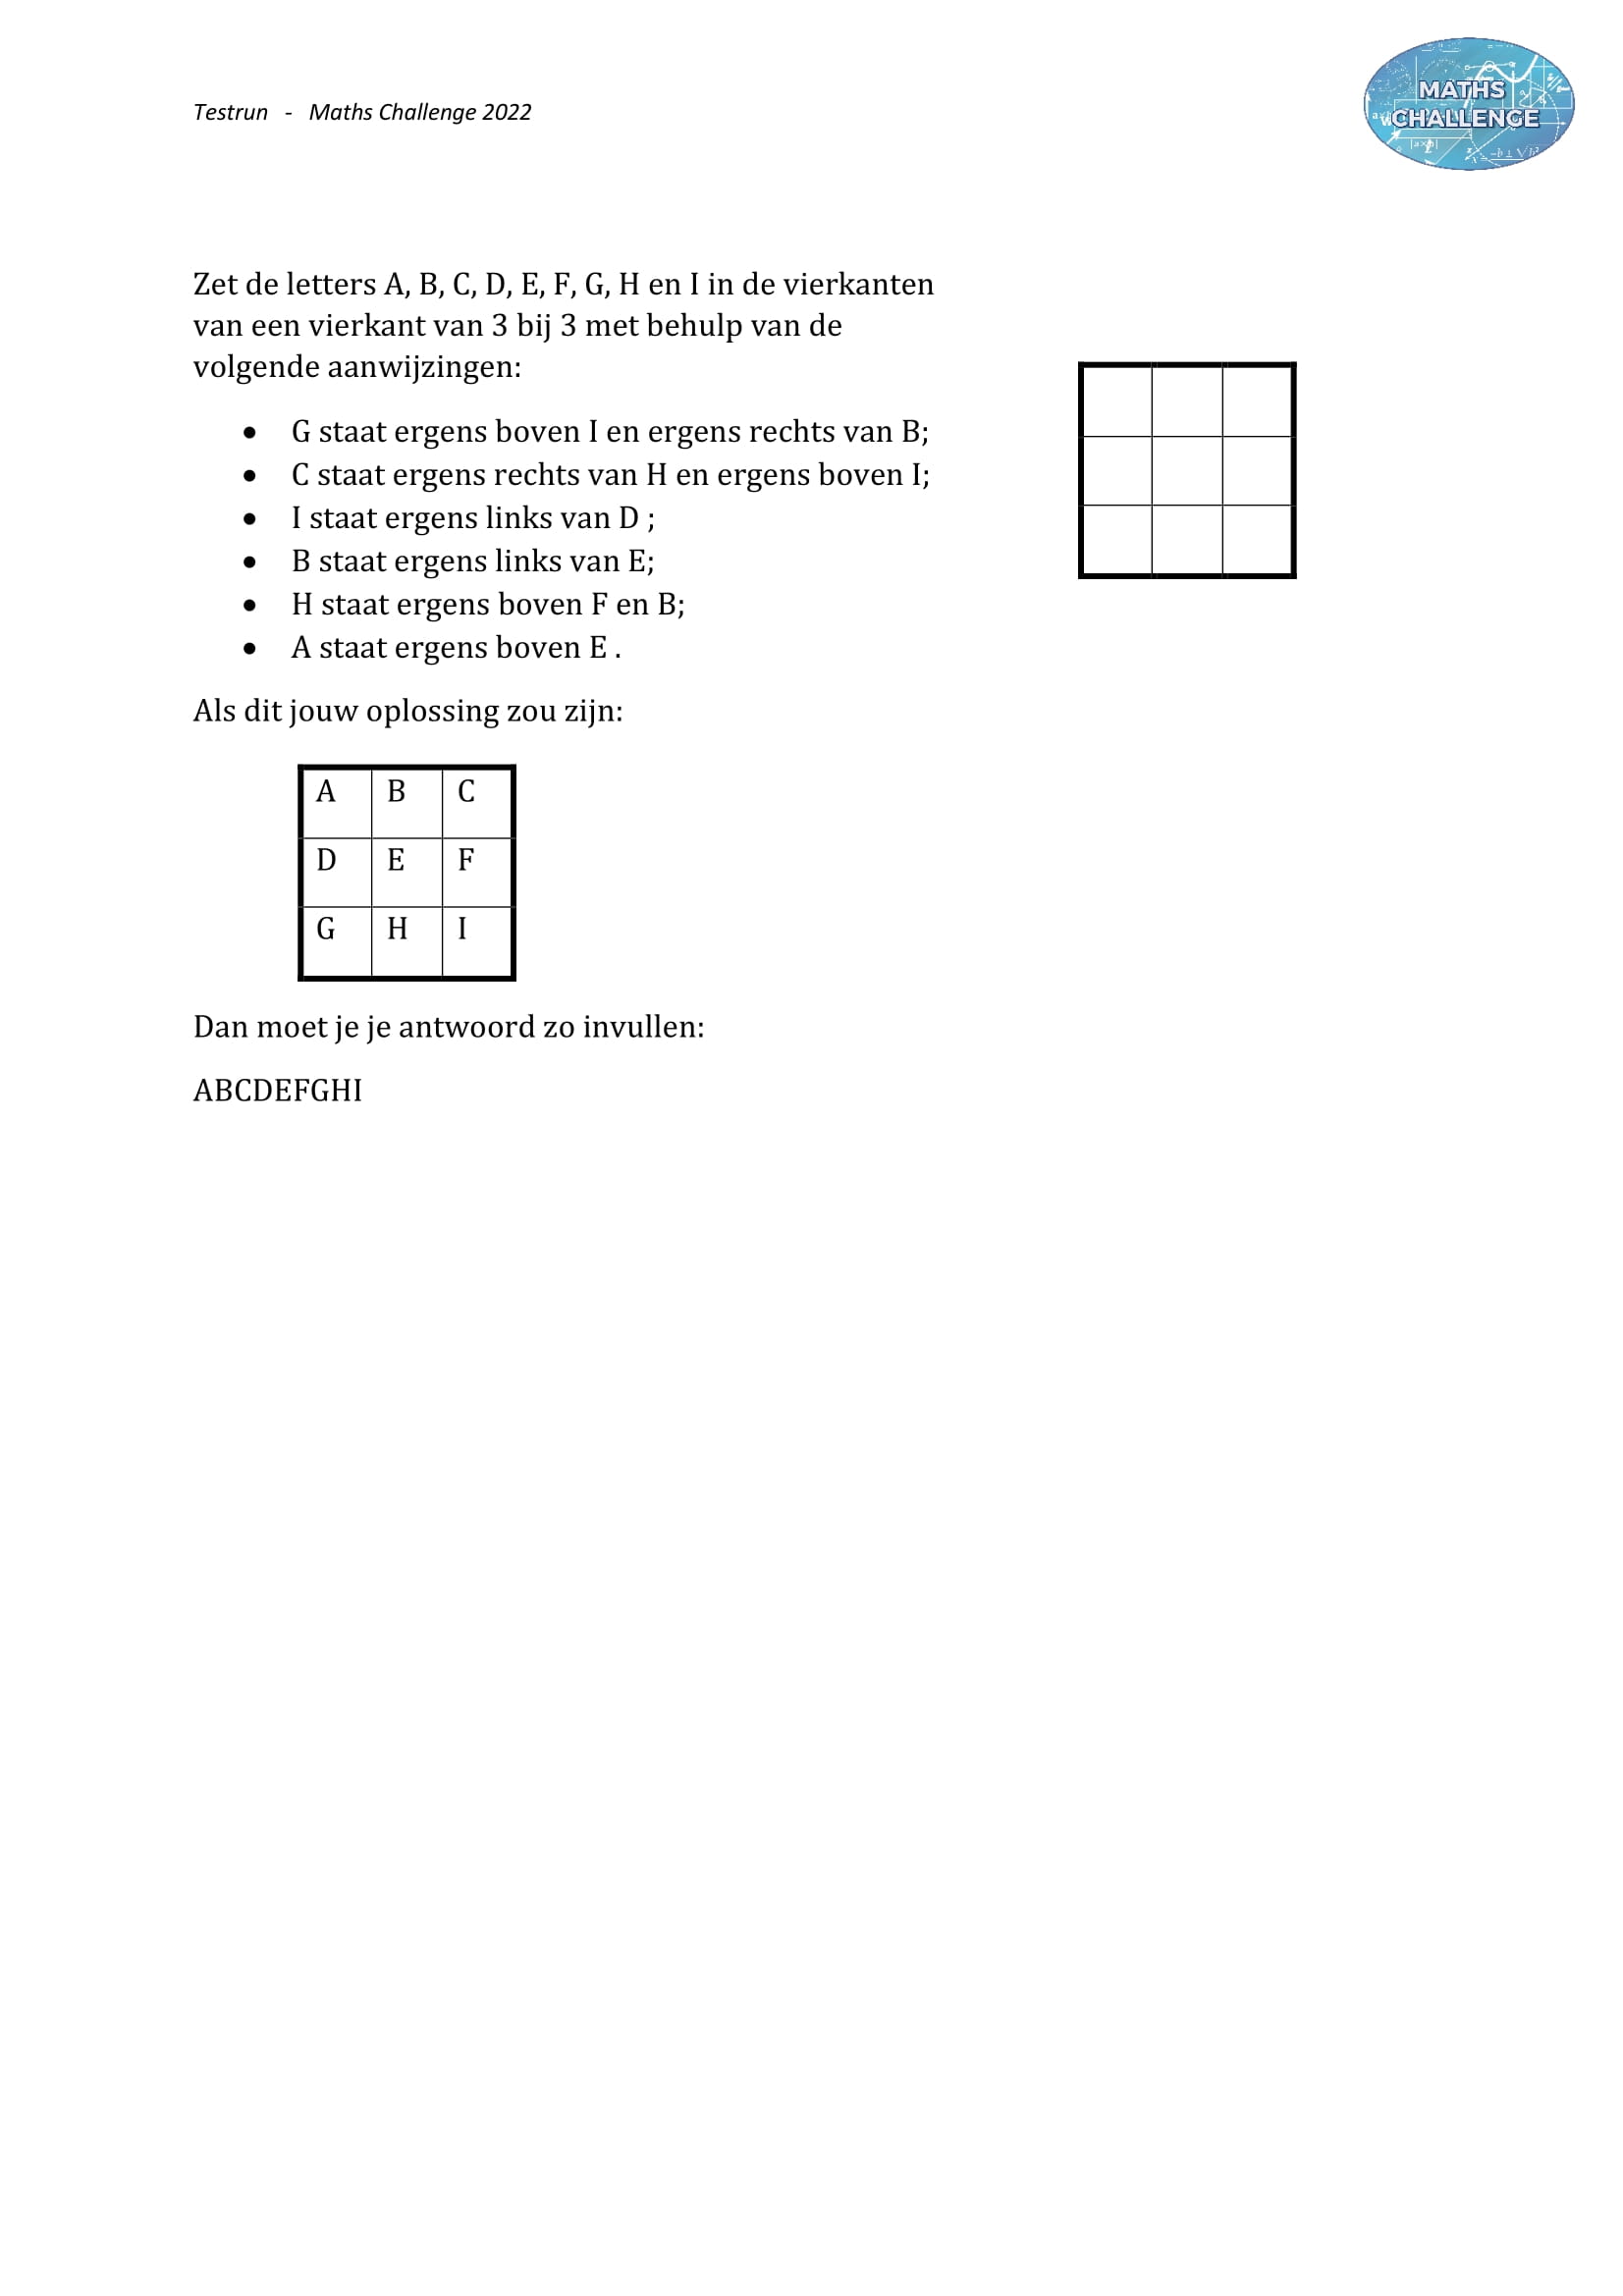 Testrun - Maths Challenge 2022
MATHS
CHALLENGE
Zet de letters A, B, C, D, E, F, G, H en I in de vierkanten
van een vierkant van 3 bij 3 met behulp van de
volgende aanwijzingen:
• G staat ergens boven I en ergens rechts van B;
• C staat ergens rechts van H en ergens boven I;
• I staat ergens links van D ;
• B staat ergens links van E;
• H staat ergens boven F en B;
• A staat ergens boven E .
Als dit jouw oplossing zou zijn:
A B C
D E F
G H I
Dan moet je je antwoord zo invullen:
ABCDEFGHI